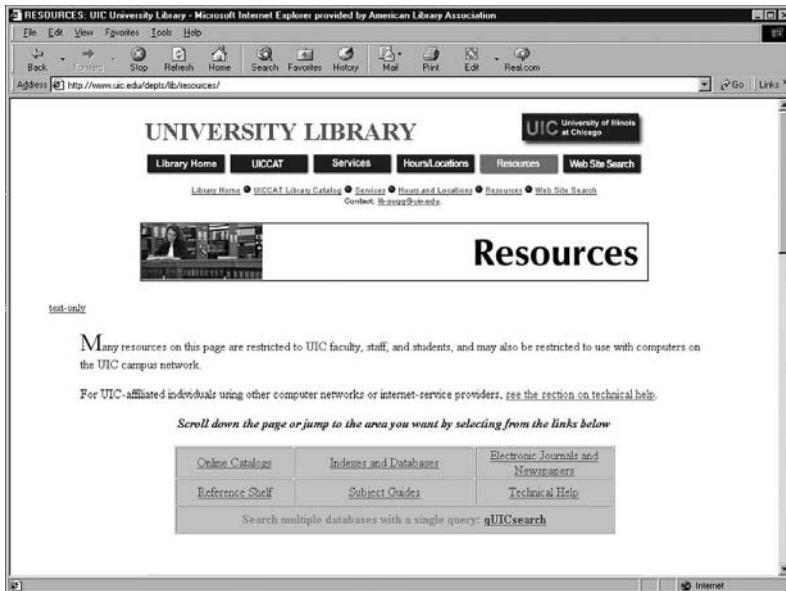 RESOURCES: UIC University Library - Microsoft Internet Explorer provided by American Library Association
File Edit View Favorites Tools Help
Back Forward Stop Refresh Home Search Favorites History Mail Print Edit Real.com
Address http://www.uic.edu/depts/lib/resources/ Go Links
UNIVERSITY LIBRARY
UIC University of Illinois at Chicago
Library Home UICCAT Services Hours/Locations Resources Web Site Search
Library Home UICCAT Library Catalog Services Hours and Locations Resources Web Site Search
Contact:
Resources
text-only
Many resources on this page are restricted to UIC faculty, staff, and students, and may also be restricted to use with computers on
the UIC campus network.
For UIC-affiliated individuals using other computer networks or internet-service providers, see the section on technical help.
Scroll down the page or jump to the area you want by selecting from the links below
Online Catalogs Indexes and Databases Electronic Journals and Newspapers
Reference Shelf Subject Guides Technical Help
Search multiple databases with a single query: qUICsearch
Internet